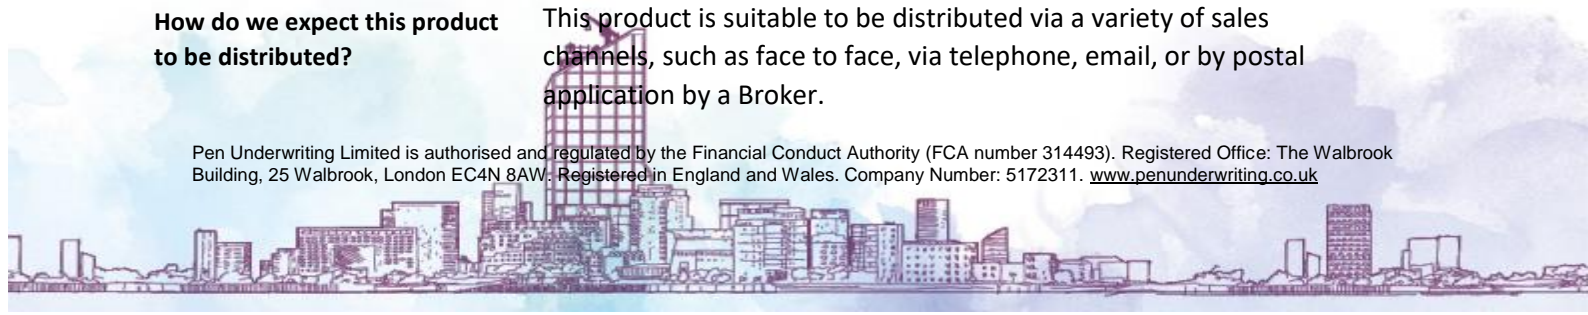 How do we expect this product
to be distributed?
This product is suitable to be distributed via a variety of sales
channels, such as face to face, via telephone, email, or by postal
application by a Broker.
Pen Underwriting Limited is authorised and regulated by the Financial Conduct Authority (FCA number 314493). Registered Office: The Walbrook
Building, 25 Walbrook, London EC4N 8AW. Registered in England and Wales. Company Number: 5172311. www.penunderwriting.co.uk